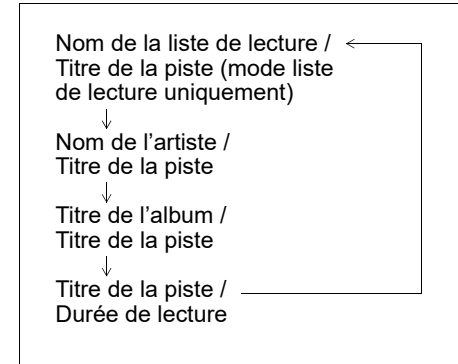 Nom de la liste de lecture /
Titre de la piste (mode liste
de lecture uniquement)
Nom de l’artiste /
Titre de la piste
Titre de l’album /
Titre de la piste
Titre de la piste /
Durée de lecture